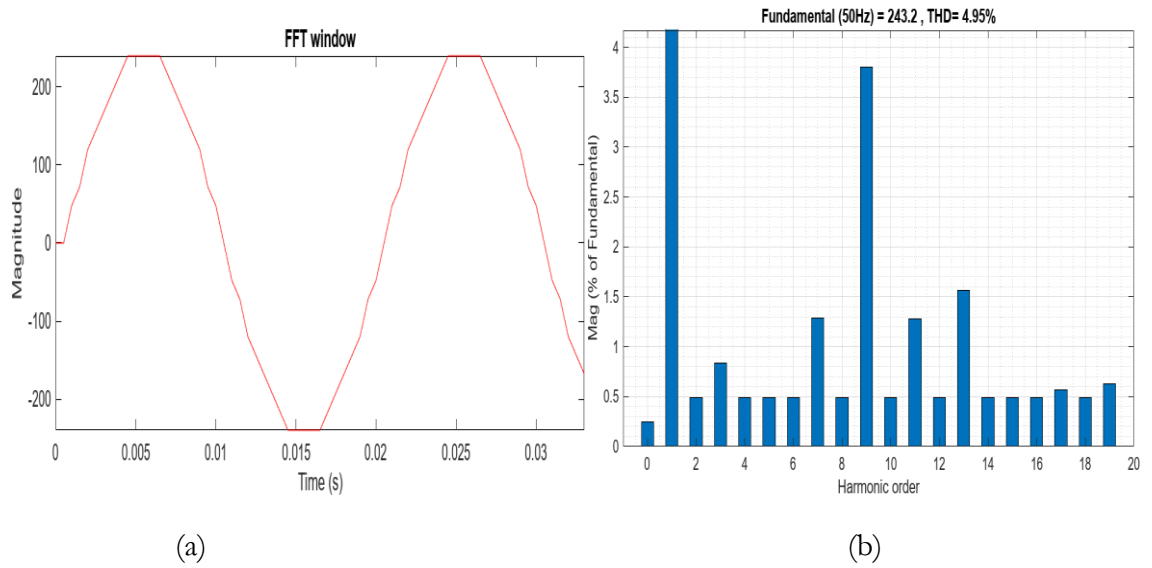 FFT window
Magnitude
200
100
0
-100
-200
0 0.005 0.01 0.015 0.02 0.025 0.03
Time (s)
(a)
Fundamental (50Hz) = 243.2 , THD= 4.95%
Mag (% of Fundamental)
4
3.5
3
2.5
2
1.5
1
0.5
0
0 2 4 6 8 10 12 14 16 18 20
Harmonic order
(b)